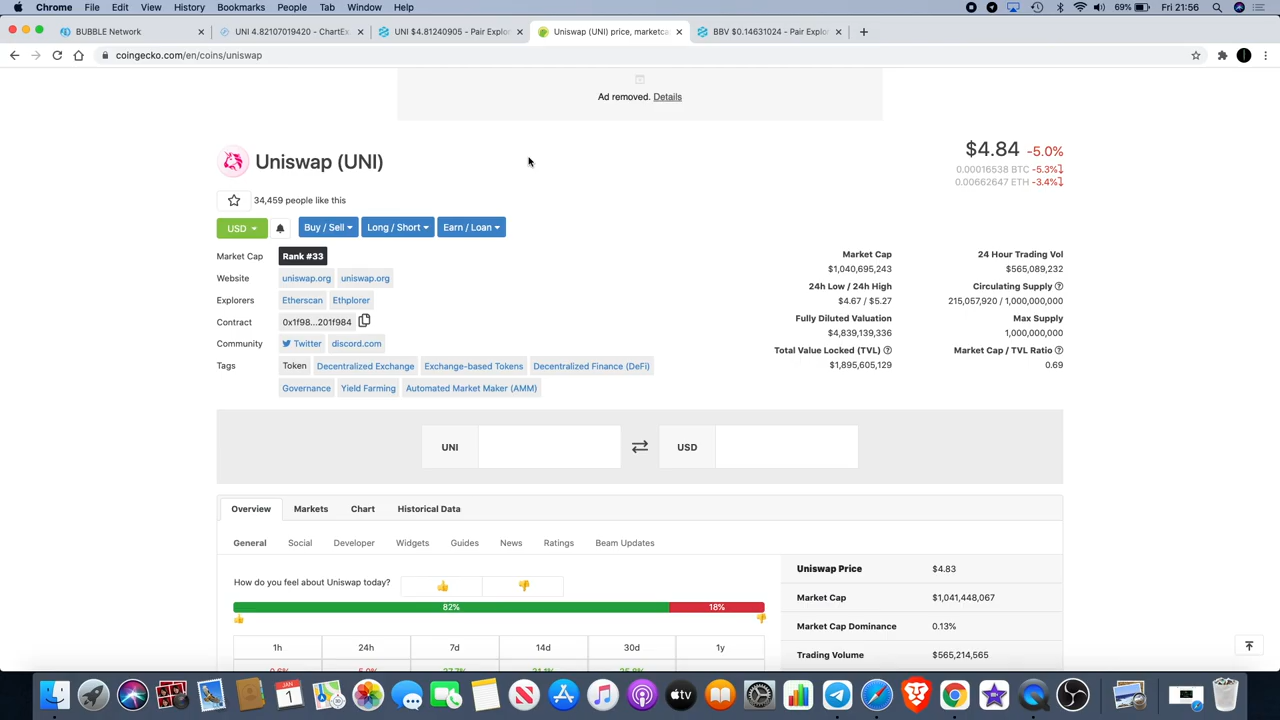 Chrome File Edit View History Bookmarks People Tab Window Help 69% Fri 21:56
BUBBLE Network UNI 4.82107019420 - ChartEx UNI $4.81240905 - Pair Explor Uniswap (UNI) price, marketca BBV $0.14631024 - Pair Explo
coingecko.com/en/coins/uniswap
Ad removed. Details
Uniswap (UNI)
$4.84 -5.0%
0.00016538 BTC -5.3%
0.00662647 ETH -3.4%
34,459 people like this
USD Buy / Sell Long / Short Earn / Loan
Market Cap Rank #33
Website uniswap.org uniswap.org
Explorers Etherscan Ethplorer
Contract 0x1f98...201f984
Community Twitter discord.com
Tags Token Decentralized Exchange Exchange-based Tokens Decentralized Finance (DeFi)
Governance Yield Farming Automated Market Maker (AMM)
Market Cap 24 Hour Trading Vol
$1,040,695,243 $565,089,232
24h Low / 24h High Circulating Supply
$4.67 / $5.27 215,057,920 / 1,000,000,000
Fully Diluted Valuation Max Supply
$4,839,139,336 1,000,000,000
Total Value Locked (TVL) Market Cap / TVL Ratio
$1,895,605,129 0.69
UNI USD
Overview Markets Chart Historical Data
General Social Developer Widgets Guides News Ratings Beam Updates
How do you feel about Uniswap today?
82% 18%
1h 24h 7d 14d 30d 1y
Uniswap Price $4.83
Market Cap $1,041,448,067
Market Cap Dominance 0.13%
Trading Volume $565,214,565
JAN
1